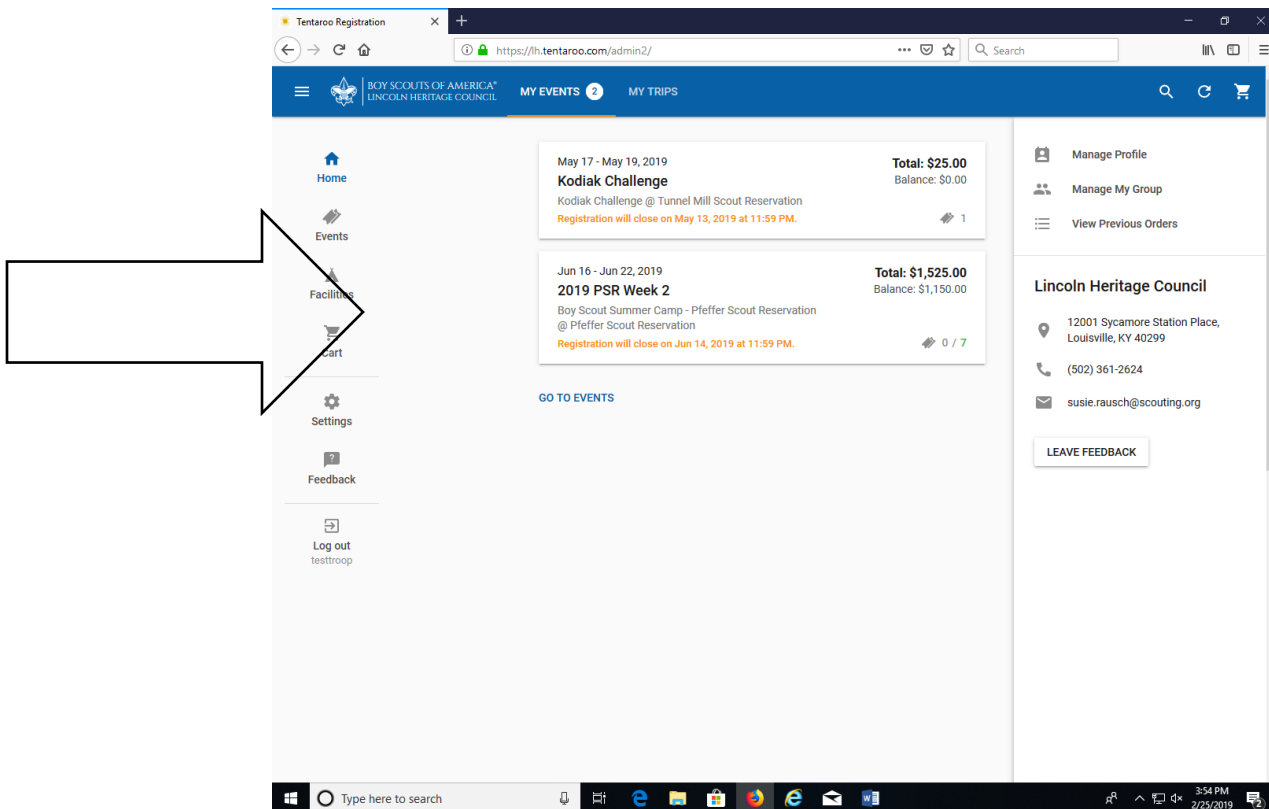 Tentaroo Registration
https://lh.tentaroo.com/admin2/
Search
BOY SCOUTS OF AMERICA®
LINCOLN HERITAGE COUNCIL
MY EVENTS 2
MY TRIPS
Home
Events
Facilities
Cart
Settings
Feedback
Log out
testtroop
May 17 - May 19, 2019
Total: $25.00
Kodiak Challenge
Balance: $0.00
Kodiak Challenge @ Tunnel Mill Scout Reservation
Registration will close on May 13, 2019 at 11:59 PM.
1
Jun 16 - Jun 22, 2019
Total: $1,525.00
2019 PSR Week 2
Balance: $1,150.00
Boy Scout Summer Camp - Pfeffer Scout Reservation
@ Pfeffer Scout Reservation
Registration will close on Jun 14, 2019 at 11:59 PM.
0 / 7
GO TO EVENTS
Manage Profile
Manage My Group
View Previous Orders
Lincoln Heritage Council
12001 Sycamore Station Place,
Louisville, KY 40299
(502) 361-2624
susie.rausch@scouting.org
LEAVE FEEDBACK
Type here to search
3:54 PM
2/25/2019
2